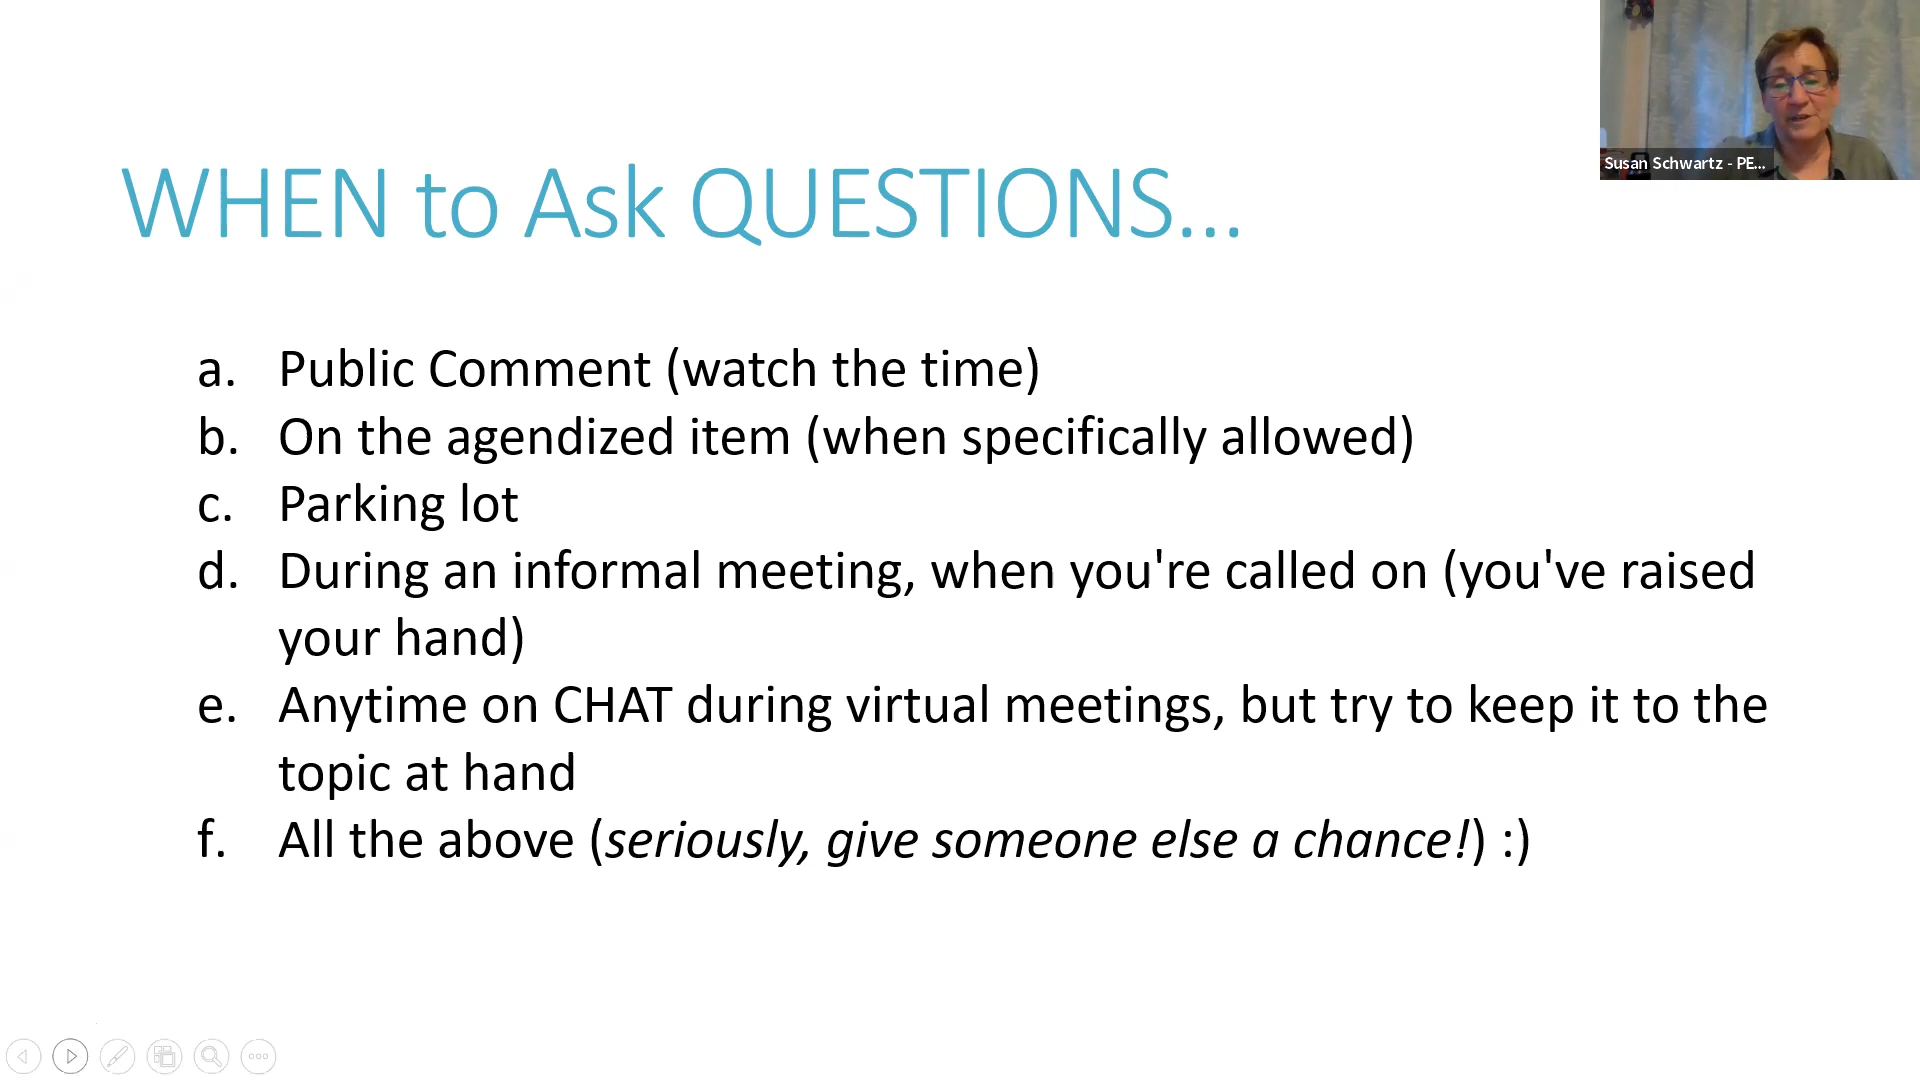 Susan Schwartz - PE...
WHEN to Ask QUESTIONS...
a. Public Comment (watch the time)
b. On the agendized item (when specifically allowed)
c. Parking lot
d. During an informal meeting, when you're called on (you've raised
your hand)
e. Anytime on CHAT during virtual meetings, but try to keep it to the
topic at hand
f. All the above (seriously, give someone else a chance!) :)